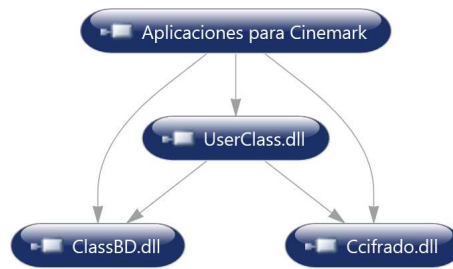 Aplicaciones para Cinemark
UserClass.dll
ClassBD.dll
Ccifrado.dll